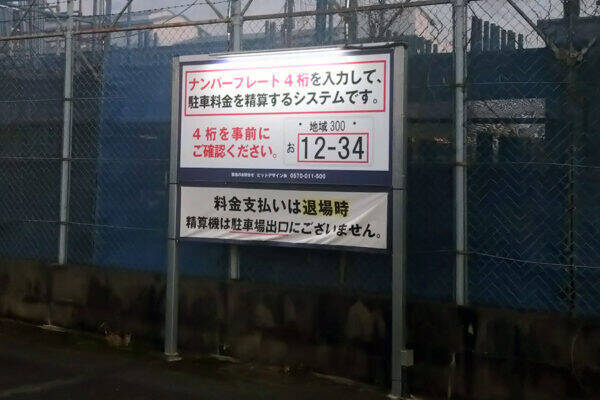 ナンバープレート4桁を入力して、
駐車料金を精算するシステムです。
4桁を事前に
ご確認ください。
地域 300
お 12-34
0570-011-500
料金支払いは退場時
精算機は駐車場出口にございません。